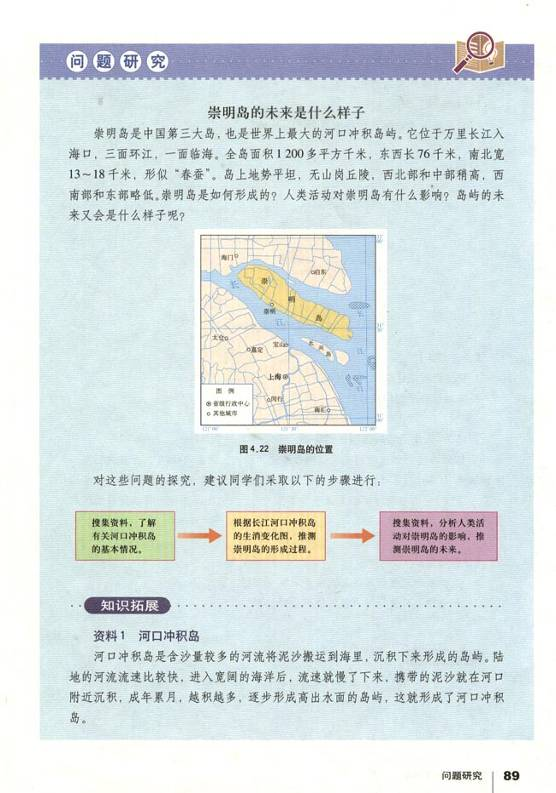 问题研究
崇明岛的未来是什么样子
崇明岛是中国第三大岛，也是世界上最大的河口冲积岛屿。它位于万里长江入
海口，三面环江，一面临海。全岛面积1 200多平方千米，东西长76千米，南北宽
13～18千米，形似“春蚕”。岛上地势平坦，无山岗丘陵，西北部和中部稍高，西
南部和东部略低。崇明岛是如何形成的？人类活动对崇明岛有什么影响？岛屿的未
来又会是什么样子呢？
海门
启东
长
崇
明
岛
崇明
江
江
太仓
嘉定
宝山
长兴岛
上海
闵行
南汇
图例
省级行政中心
其他城市
121°00′
121°30′
122°00′
图4.22 崇明岛的位置
对这些问题的探究，建议同学们采取以下的步骤进行：
搜集资料，了解
有关河口冲积岛
的基本情况。
根据长江河口冲积岛
的生消变化图，推测
崇明岛的形成过程。
搜集资料，分析人类活
动对崇明岛的影响，推
测崇明岛的未来。
知识拓展
资料1 河口冲积岛
河口冲积岛是含沙量较多的河流将泥沙搬运到海里，沉积下来形成的岛屿。陆
地的河流流速比较快，进入宽阔的海洋后，流速就慢了下来，携带的泥沙就在河口
附近沉积，成年累月，越积越多，逐步形成高出水面的岛屿，这就形成了河口冲积
岛。
问题研究 89